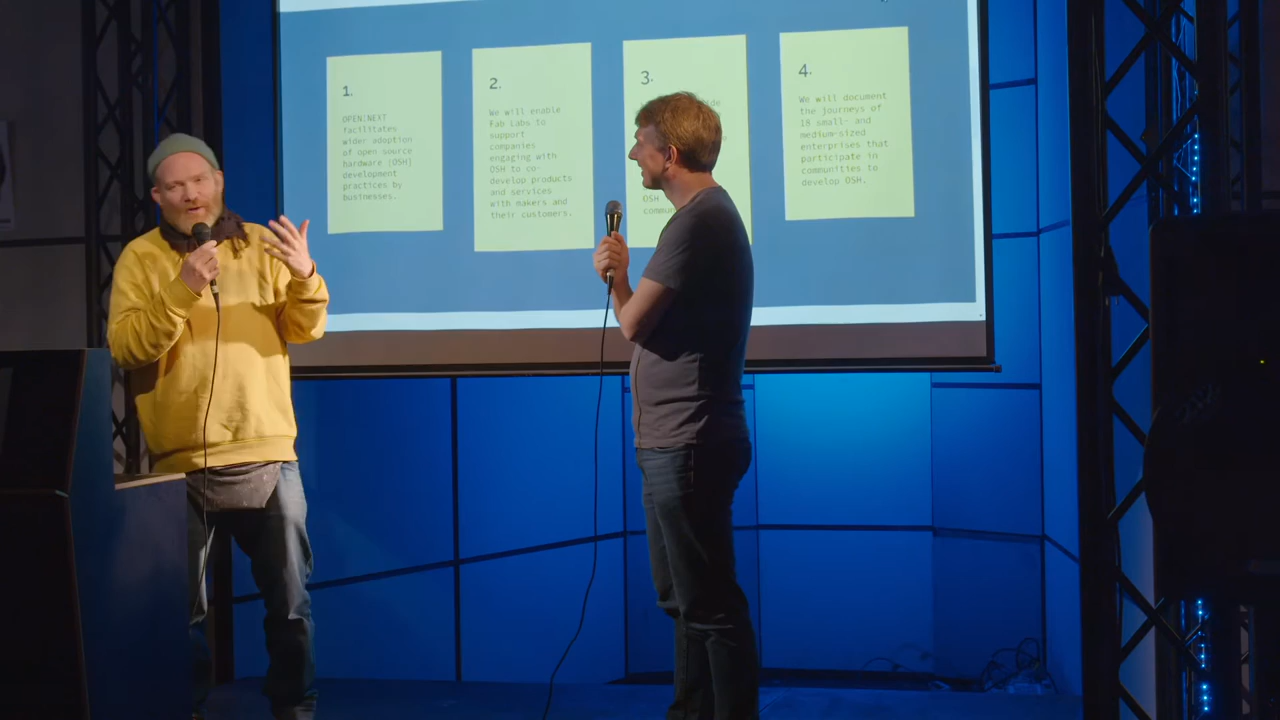 1.
OPEN!NEXT
facilitates
wider adoption
of open source
hardware (OSH)
development
practices by
businesses.
2.
We will enable
Fab Labs to
support
companies
engaging with
OSH to co-
develop products
and services
with makers and
their customers.
3.
OSH
4.
We will document
the journeys of
18 small- and
medium-sized
enterprises that
participate in
communities to
develop OSH.